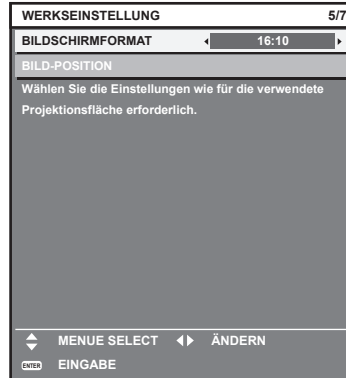 WERKSEINSTELLUNG 5/7
BILDSCHIRMFORMAT 16:10
BILD-POSITION
Wählen Sie die Einstellungen wie für die verwendete
Projektionsfläche erforderlich.
MENUE SELECT ÄNDERN
ENTER EINGABE